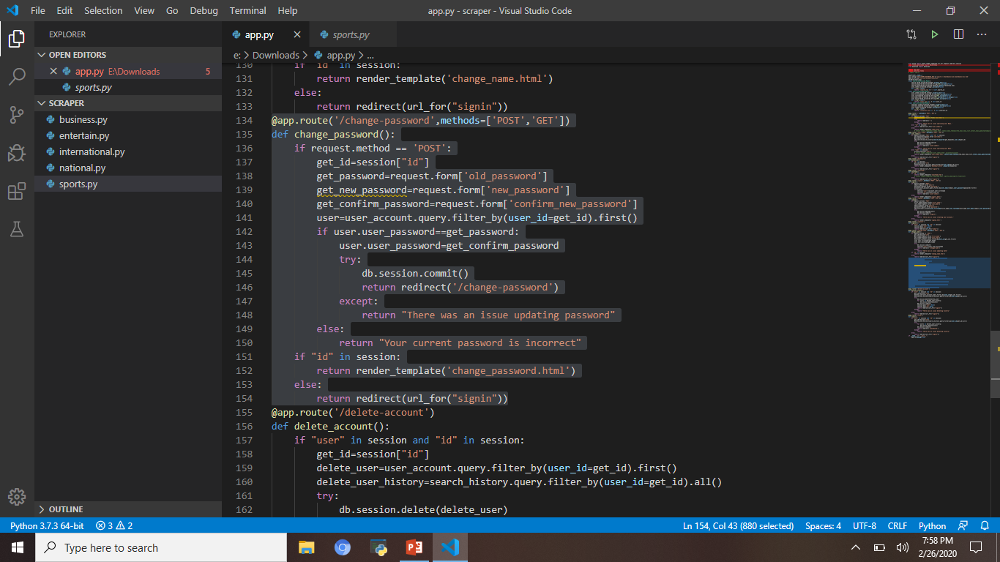 File Edit Selection View Go Debug Terminal Help app.py - scraper - Visual Studio Code
EXPLORER
app.py
sports.py
OPEN EDITORS
app.py E:\Downloads 5
sports.py
SCRAPER
business.py
entertain.py
international.py
national.py
sports.py
OUTLINE
e: > Downloads > app.py > ...
130 if "id" in session:
131 return render_template('change_name.html')
132 else:
133 return redirect(url_for("signin"))
134 @app.route('/change-password',methods=['POST','GET'])
135 def change_password():
136 if request.method == 'POST':
137 get_id=session["id"]
138 get_password=request.form['old_password']
139 get_new_password=request.form['new_password']
140 get_confirm_password=request.form['confirm_new_password']
141 user=user_account.query.filter_by(user_id=get_id).first()
142 if user.user_password==get_password:
143 user.user_password=get_confirm_password
144 try:
145 db.session.commit()
146 return redirect('/change-password')
147 except:
148 return "There was an issue updating password"
149 else:
150 return "Your current password is incorrect"
151 if "id" in session:
152 return render_template('change_password.html')
153 else:
154 return redirect(url_for("signin"))
155 @app.route('/delete-account')
156 def delete_account():
157 if "user" in session and "id" in session:
158 get_id=session["id"]
159 delete_user=user_account.query.filter_by(user_id=get_id).first()
160 delete_user_history=search_history.query.filter_by(user_id=get_id).all()
161 try:
162 db.session.delete(delete_user)
Python 3.7.3 64-bit 3 2 Ln 154, Col 43 (880 selected) Spaces: 4 UTF-8 CRLF Python
Type here to search
7:58 PM
2/26/2020